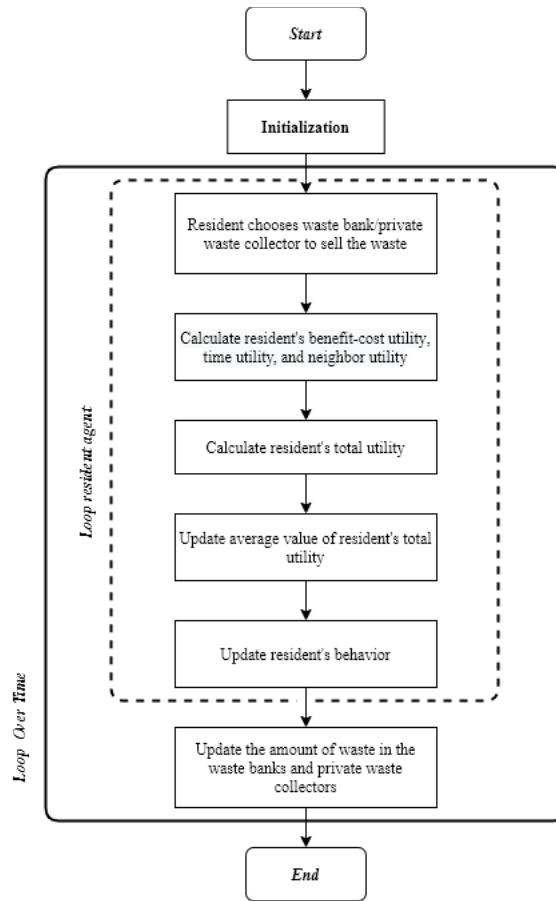 Start
Initialization
Resident chooses waste bank/private
waste collector to sell the waste
Calculate resident's benefit-cost utility,
time utility, and neighbor utility
Calculate resident's total utility
Update average value of resident's total
utility
Update resident's behavior
Loop resident agent
Update the amount of waste in the
waste banks and private waste
collectors
Loop Over Time
End